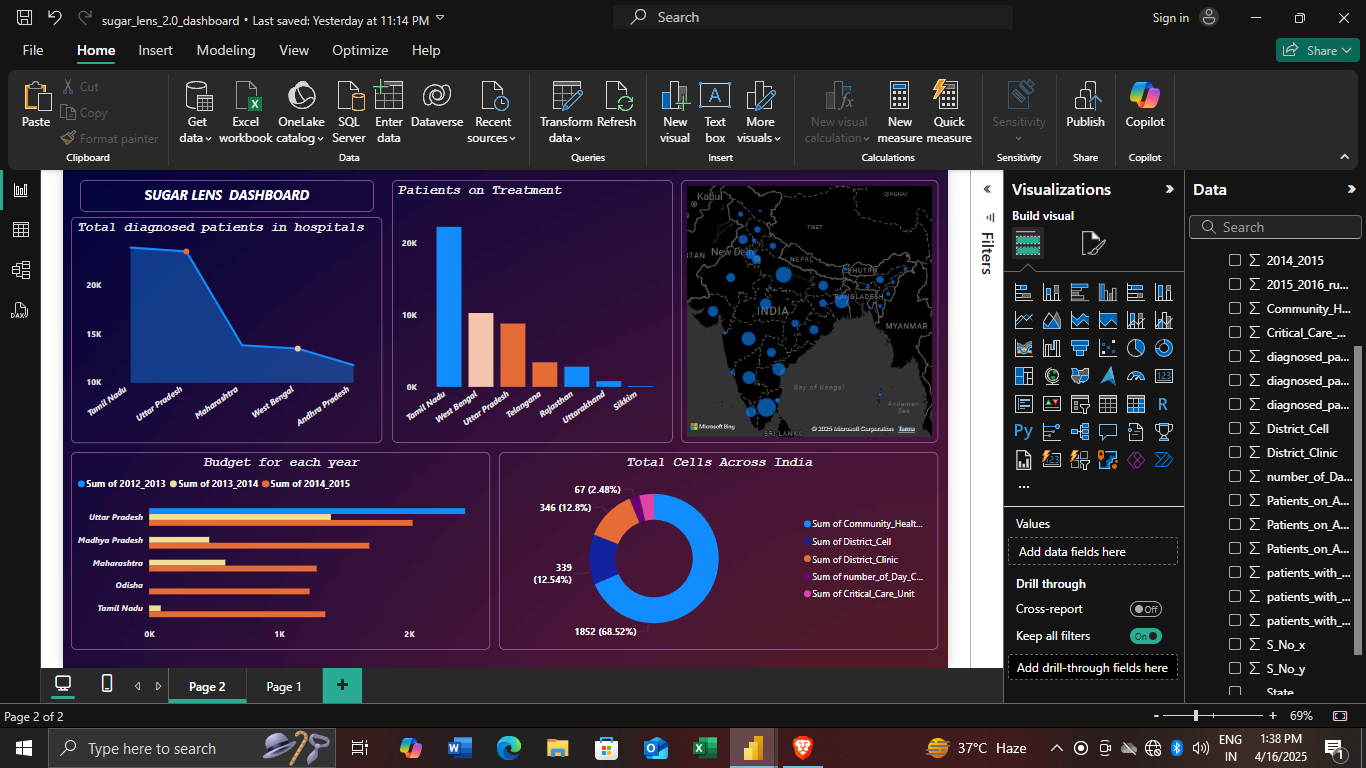 sugar_lens_2.0_dashboard • Last saved: Yesterday at 11:14 PM
Search
Sign in
File Home Insert Modeling View Optimize Help
Share
Paste
Cut
Copy
Format painter
Clipboard
Get data
Excel workbook
OneLake catalog
SQL Server
Enter data
Dataverse
Recent sources
Data
Transform data
Refresh
Queries
New visual
Text box
More visuals
Insert
New visual calculation
New measure
Quick measure
Calculations
Sensitivity
Sensitivity
Publish
Share
Copilot
Copilot
SUGAR LENS DASHBOARD
Total diagnosed patients in hospitals
20K
15K
10K
Tamil Nadu
Uttar Pradesh
Maharashtra
West Bengal
Andhra Pradesh
Patients on Treatment
20K
10K
0K
Tamil Nadu
West Bengal
Uttar Pradesh
Telangana
Rajasthan
Uttarakhand
Sikkim
Kabul
QINGHAI
TIBET
New Delhi
NEPAL
BHUTAN
BANGLADESH
INDIA
MYANMAR
Bay of Bengal
Andaman Sea
SRI LANKA
Microsoft Bing
© 2025 Microsoft Corporation Terms
Budget for each year
Sum of 2012_2013 Sum of 2013_2014 Sum of 2014_2015
Uttar Pradesh
Madhya Pradesh
Maharashtra
Odisha
Tamil Nadu
0K 1K 2K
Total Cells Across India
67 (2.48%)
346 (12.8%)
339
(12.54%)
1852 (68.52%)
Sum of Community_Healt...
Sum of District_Cell
Sum of District_Clinic
Sum of number_of_Day_C...
Sum of Critical_Care_Unit
Filters
Visualizations
Build visual
R
Py
123
...
Values
Add data fields here
Drill through
Cross-report
Off
Keep all filters
On
Add drill-through fields here
Data
Search
2014_2015
2015_2016_ru...
Community_H...
Critical_Care_...
diagnosed_pa...
diagnosed_pa...
diagnosed_pa...
District_Cell
District_Clinic
number_of_Da...
Patients_on_A...
Patients_on_A...
Patients_on_A...
patients_with_...
patients_with_...
patients_with_...
S_No_x
S_No_y
State
Page 2
Page 1
+
Page 2 of 2
- + 69%
Type here to search
37°C Haze
ENG
IN
1:38 PM
4/16/2025
1